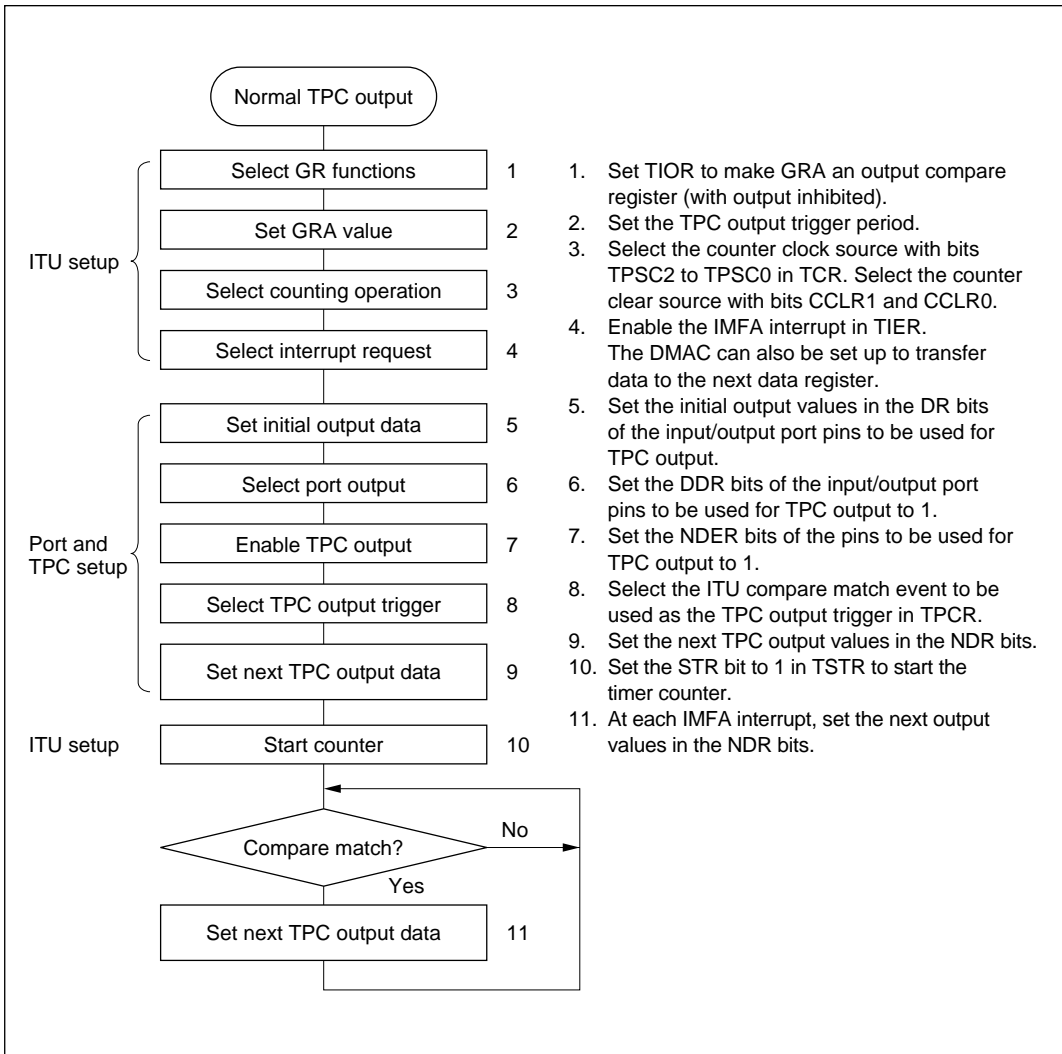 Normal TPC output
Select GR functions 1
Set GRA value 2
ITU setup
Select counting operation 3
Select interrupt request 4
Set initial output data 5
Select port output 6
Port and
TPC setup
Enable TPC output 7
Select TPC output trigger 8
Set next TPC output data 9
ITU setup
Start counter 10
Compare match?
No
Yes
Set next TPC output data 11
1. Set TIOR to make GRA an output compare
register (with output inhibited).
2. Set the TPC output trigger period.
3. Select the counter clock source with bits
TPSC2 to TPSC0 in TCR. Select the counter
clear source with bits CCLR1 and CCLR0.
4. Enable the IMFA interrupt in TIER.
The DMAC can also be set up to transfer
data to the next data register.
5. Set the initial output values in the DR bits
of the input/output port pins to be used for
TPC output.
6. Set the DDR bits of the input/output port
pins to be used for TPC output to 1.
7. Set the NDER bits of the pins to be used for
TPC output to 1.
8. Select the ITU compare match event to be
used as the TPC output trigger in TPCR.
9. Set the next TPC output values in the NDR bits.
10. Set the STR bit to 1 in TSTR to start the
timer counter.
11. At each IMFA interrupt, set the next output
values in the NDR bits.